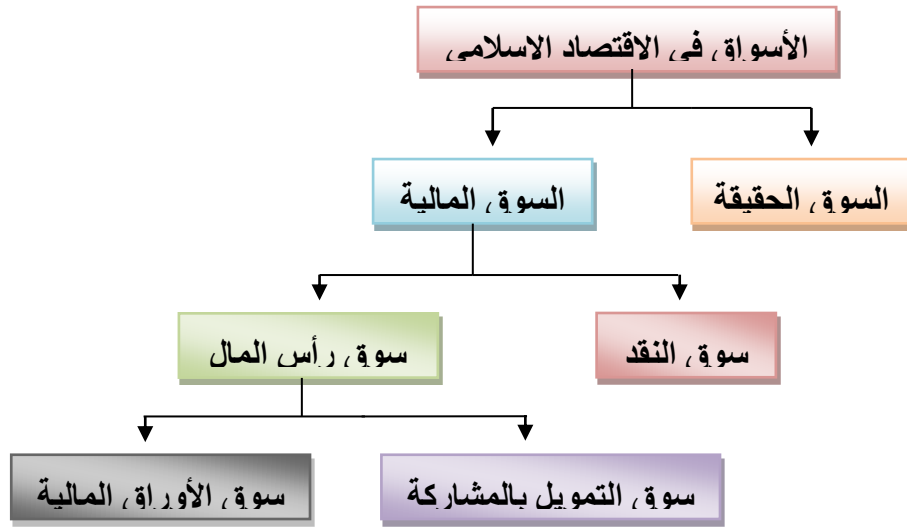 الأسواق في الاقتصاد الاسلامي
السوق الحقيقة
السوق المالية
سوق النقد
سوق رأس المال
سوق التمويل بالمشاركة
سوق الأوراق المالية